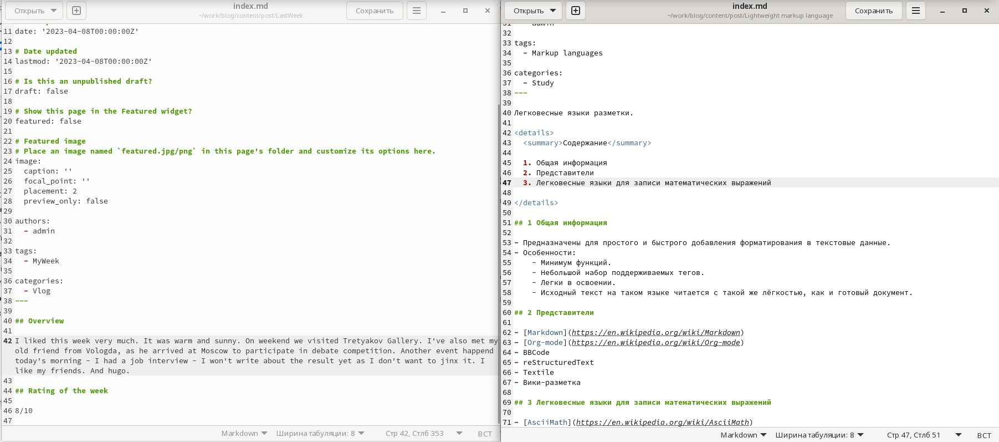 Открыть
index.md
~/work/blog/content/post/LastWeek
Сохранить
11 date: '2023-04-08T00:00:00Z'
12
13 # Date updated
14 lastmod: '2023-04-08T00:00:00Z'
15
16 # Is this an unpublished draft?
17 draft: false
18
19 # Show this page in the Featured widget?
20 featured: false
21
22 # Featured image
23 # Place an image named `featured.jpg/png` in this page's folder and customize its options here.
24 image:
25   caption: ''
26   focal_point: ''
27   placement: 2
28   preview_only: false
29
30 authors:
31   - admin
32
33 tags:
34   - MyWeek
35
36 categories:
37   - Vlog
38 ---
39
40 ## Overview
41
42 I liked this week very much. It was warm and sunny. On weekend we visited Tretyakov Gallery. I've also met my
old friend from Vologda, as he arrived at Moscow to participate in debate competition. Another event happend
today's morning - I had a job interview - I won't write about the result yet as I don't want to jinx it. I
like my friends. And hugo.
43
44 ## Rating of the week
45
46 8/10
47
Markdown Ширина табуляции: 8 Стр 42, Стлб 353 ВСТ
Открыть
index.md
~/work/blog/content/post/Lightweight markup language
Сохранить
31   - admin
32
33 tags:
34   - Markup languages
35
36 categories:
37   - Study
38 ---
39
40 Легковесные языки разметки.
41
42 <details>
43   <summary>Содержание</summary>
44
45   1. Общая информация
46   2. Представители
47   3. Легковесные языки для записи математических выражений
48
49 </details>
50
51 ## 1 Общая информация
52
53 - Предназначены для простого и быстрого добавления форматирования в текстовые данные.
54 - Особенности:
55     - Минимум функций.
56     - Небольшой набор поддерживаемых тегов.
57     - Легки в освоении.
58     - Исходный текст на таком языке читается с такой же лёгкостью, как и готовый документ.
59
60 ## 2 Представители
61
62 - [Markdown](https://en.wikipedia.org/wiki/Markdown)
63 - [Org-mode](https://en.wikipedia.org/wiki/Org-mode)
64 - BBCode
65 - reStructuredText
66 - Textile
67 - Вики-разметка
68
69 ## 3 Легковесные языки для записи математических выражений
70
71 - [AsciiMath](https://en.wikipedia.org/wiki/AsciiMath)
Markdown Ширина табуляции: 8 Стр 47, Стлб 51 ВСТ